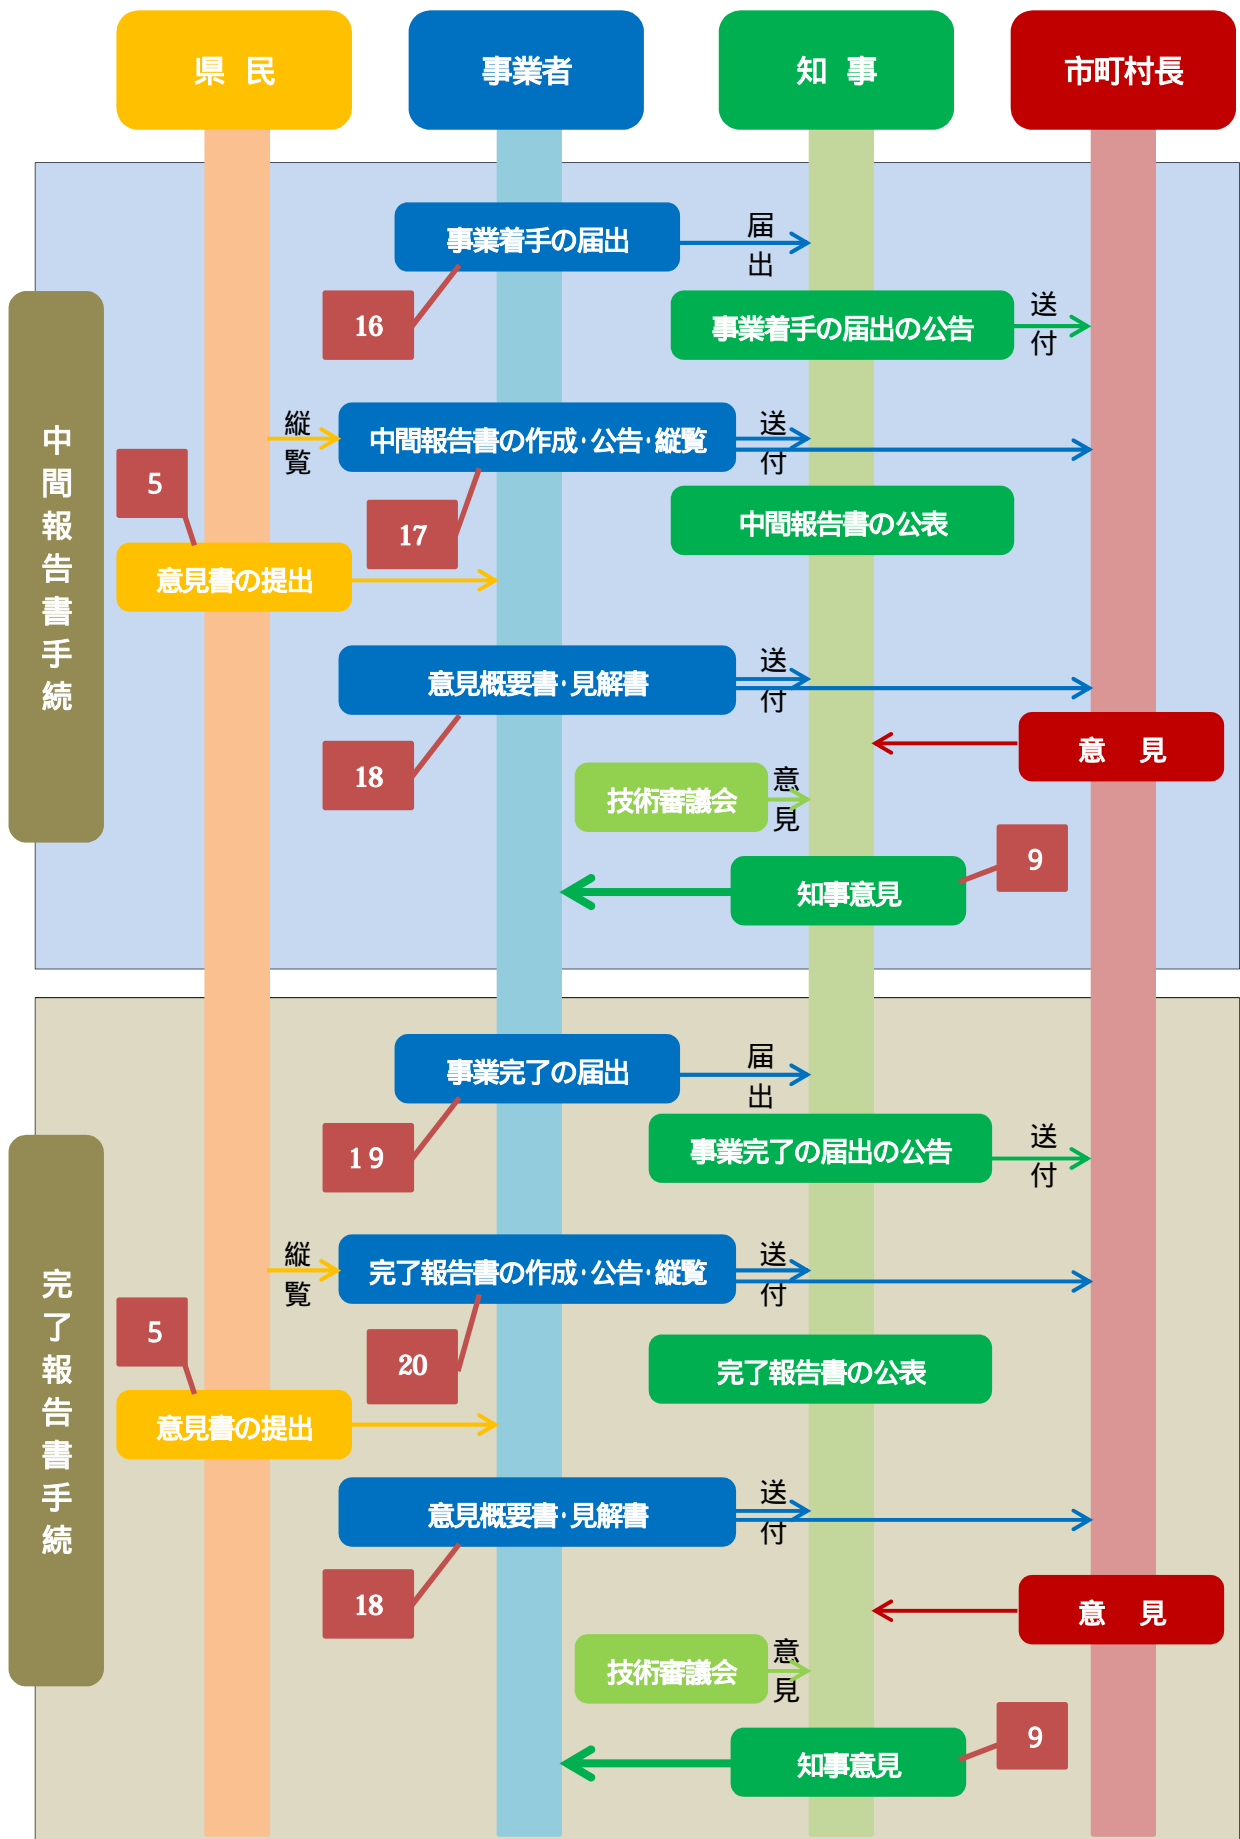 県　民
事業者
知　事
市町村長
中間報告書手続
事業着手の届出
届出
16
事業着手の届出の公告
送付
縦覧
中間報告書の作成・公告・縦覧
送付
5
17
中間報告書の公表
意見書の提出
意見概要書・見解書
送付
18
意　見
技術審議会
意見
9
知事意見
完了報告書手続
事業完了の届出
届出
19
事業完了の届出の公告
送付
縦覧
完了報告書の作成・公告・縦覧
送付
5
20
完了報告書の公表
意見書の提出
意見概要書・見解書
送付
18
意　見
技術審議会
意見
9
知事意見